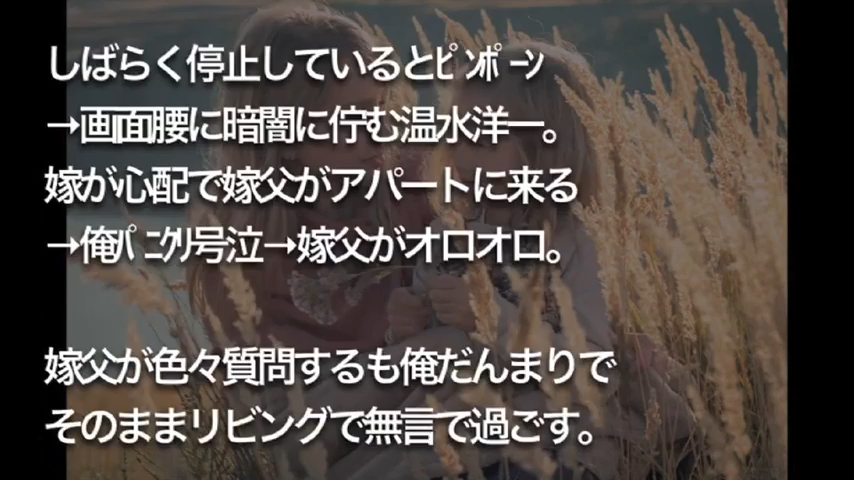 しばらく停止しているとﾋﾟﾝﾎﾟｰﾝ
→画面腰に暗闇に佇む温水洋一。
嫁が心配で嫁父がアパートに来る
→俺ﾊﾟﾆｸﾘ号泣→嫁父がオロオロ。
嫁父が色々質問するも俺だんまりで
そのままリビングで無言で過ごす。